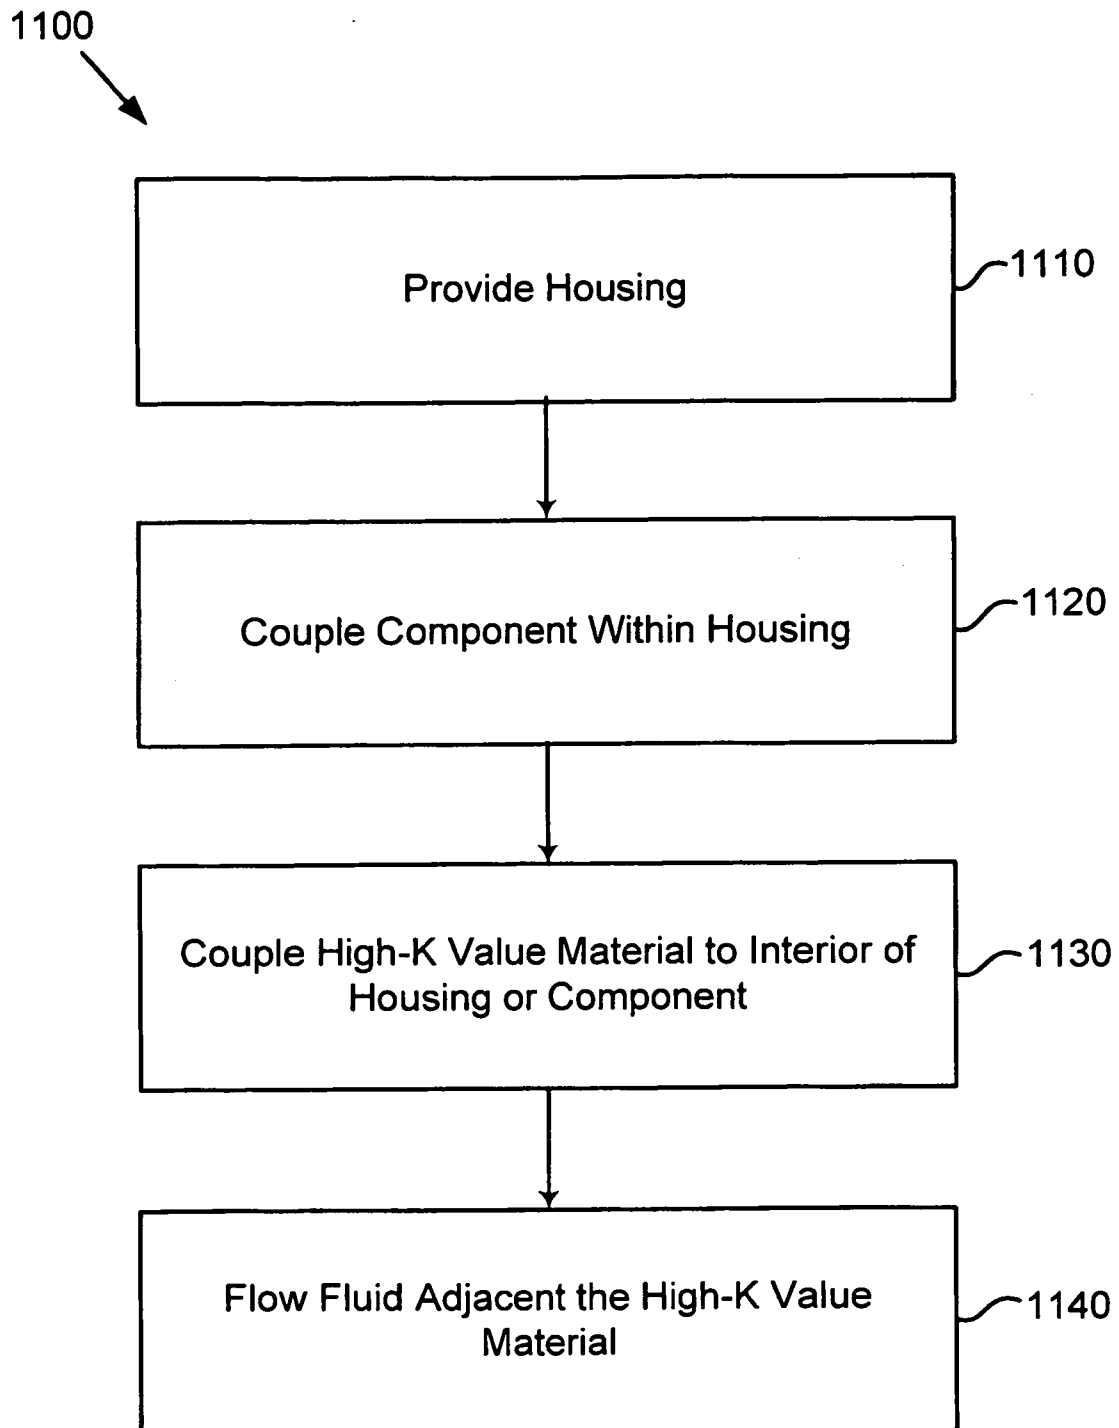 1100
Provide Housing
1110
Couple Component Within Housing
1120
Couple High-K Value Material to Interior of
Housing or Component
1130
Flow Fluid Adjacent the High-K Value
Material
1140